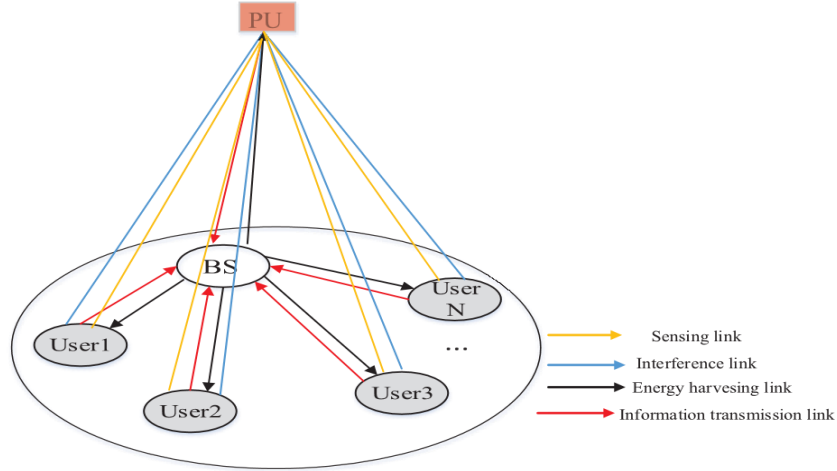 PU
BS
User
N
User1
...
User3
User2
Sensing link
Interference link
Energy harvesing link
Information transmission link